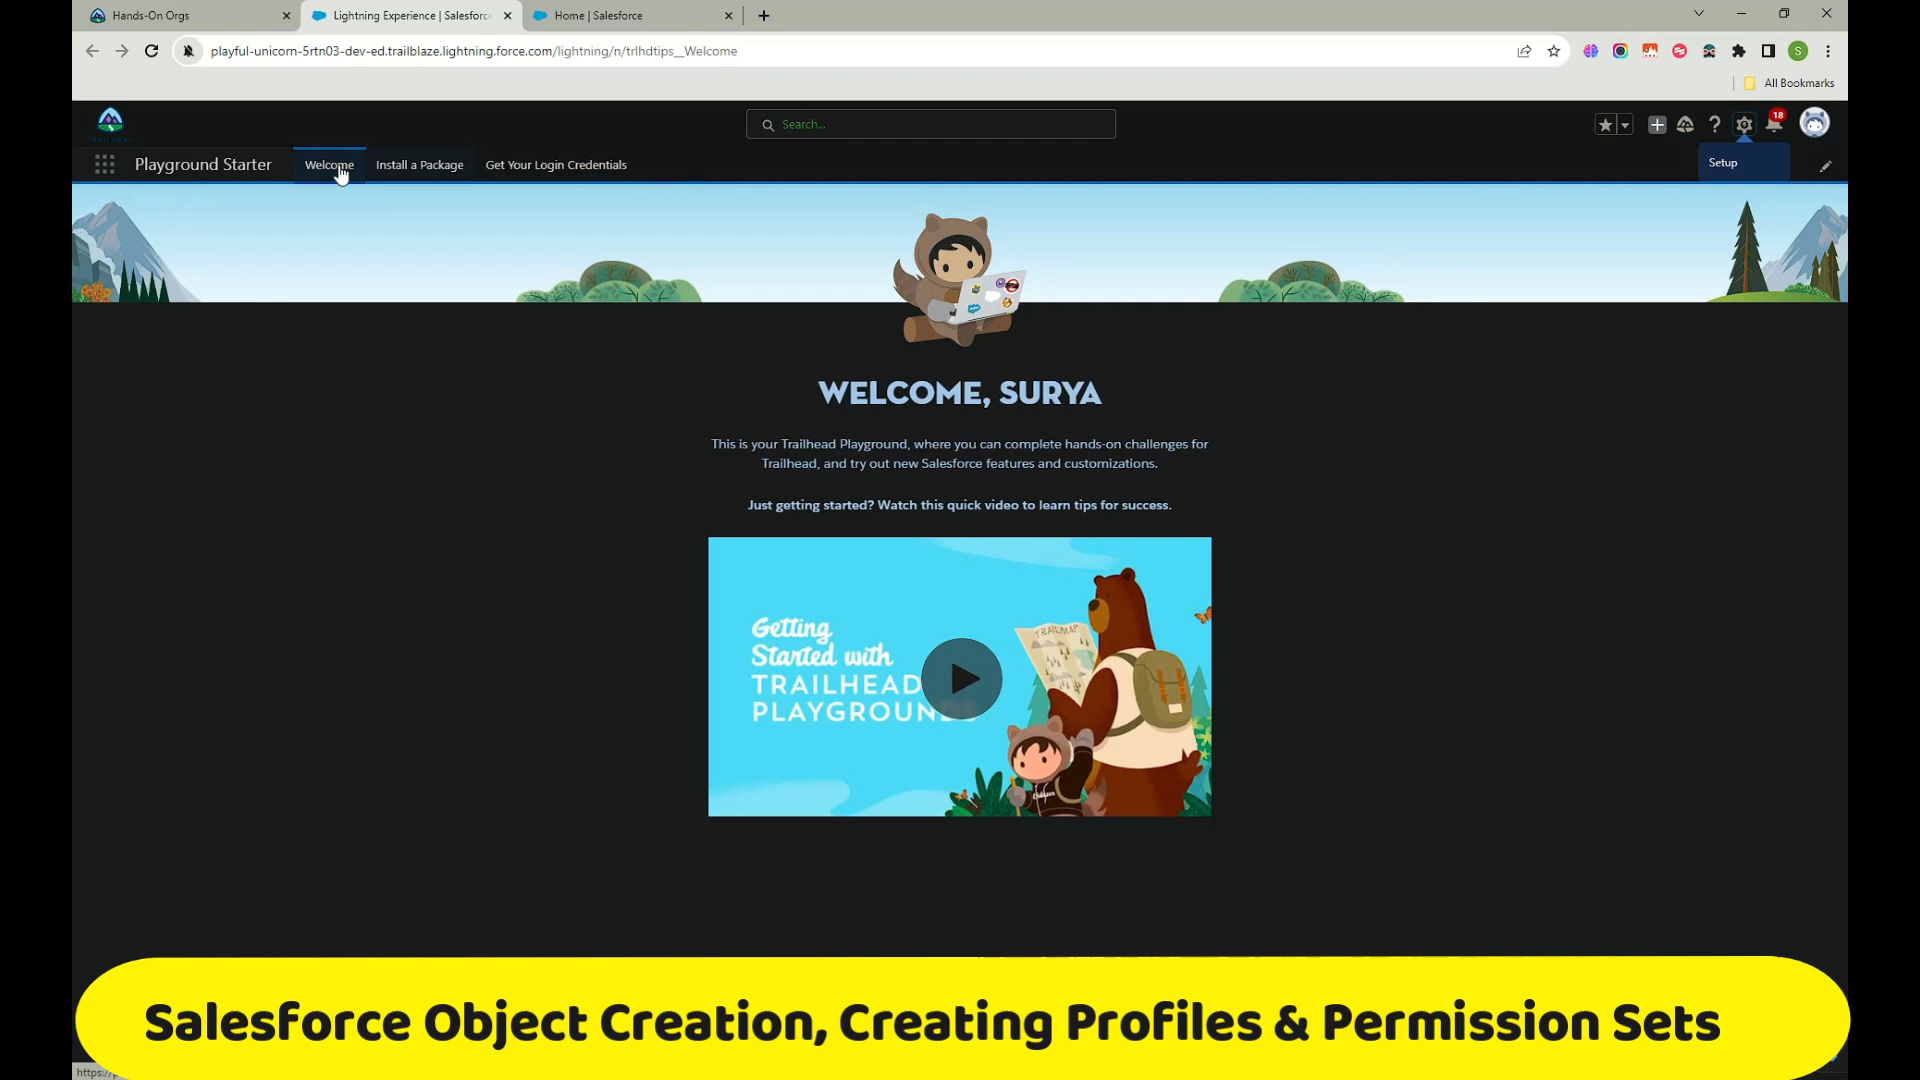 Hands-On Orgs
Lightning Experience | Salesforc
Home | Salesforce
playful-unicorn-5rtn03-dev-ed.trailblaze.lightning.force.com/lightning/n/trlhdtips__Welcome
S
All Bookmarks
Search...
18
Playground Starter
Welcome
Install a Package
Get Your Login Credentials
Setup
WELCOME, SURYA
This is your Trailhead Playground, where you can complete hands-on challenges for
Trailhead, and try out new Salesforce features and customizations.
Just getting started? Watch this quick video to learn tips for success.
Getting
Started with
TRAILHEAD
PLAYGROUNDS
TRAILMAP
Salesforce Object Creation, Creating Profiles & Permission Sets
https://